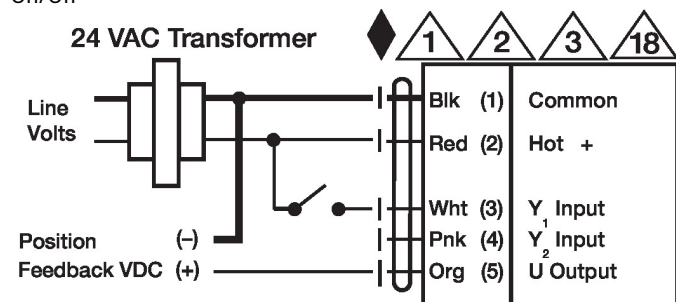 On/Off
24 VAC Transformer
1 2 3 18
Line
Volts
Blk (1) Common
Red (2) Hot +
Wht (3) Y1 Input
Pnk (4) Y2 Input
Org (5) U Output
Position (–)
Feedback VDC (+)